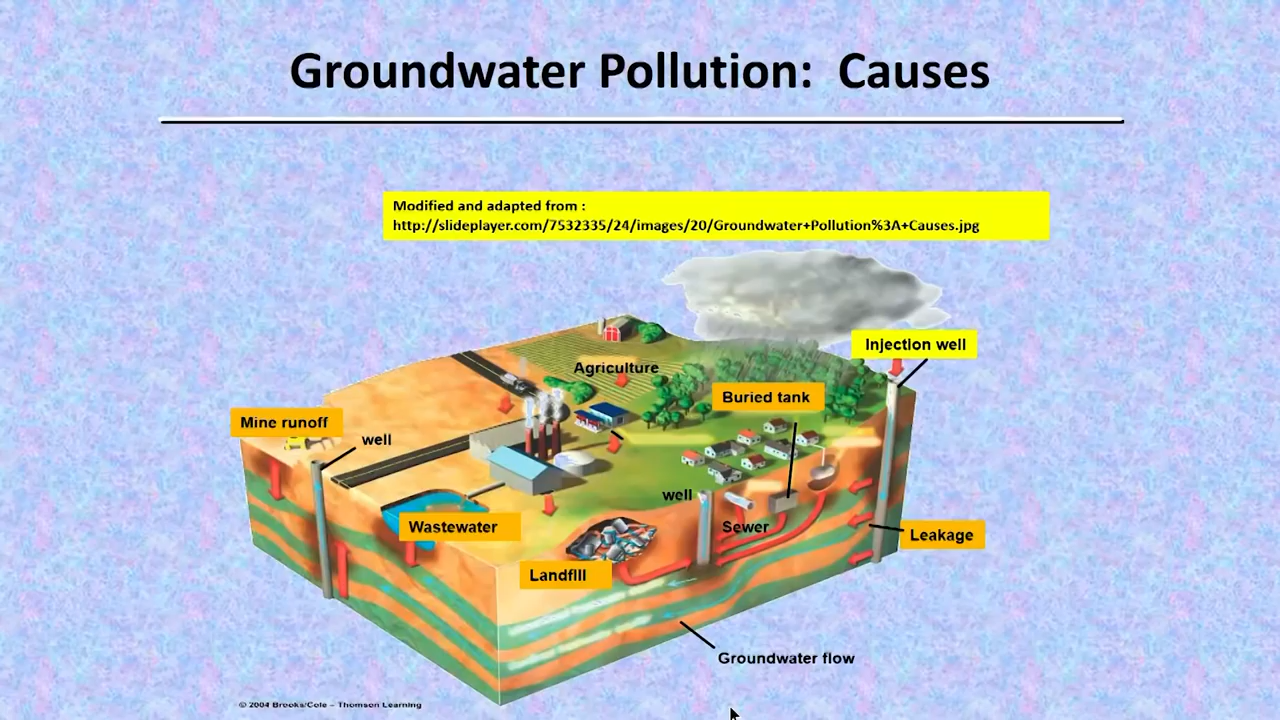 Groundwater Pollution: Causes
Modified and adapted from :
http://slideplayer.com/7532335/24/images/20/Groundwater+Pollution%3A+Causes.jpg
Injection well
Agriculture
Buried tank
Mine runoff
well
well
Wastewater
Sewer
Leakage
Landfill
Groundwater flow
© 2004 Brooks/Cole – Thomson Learning